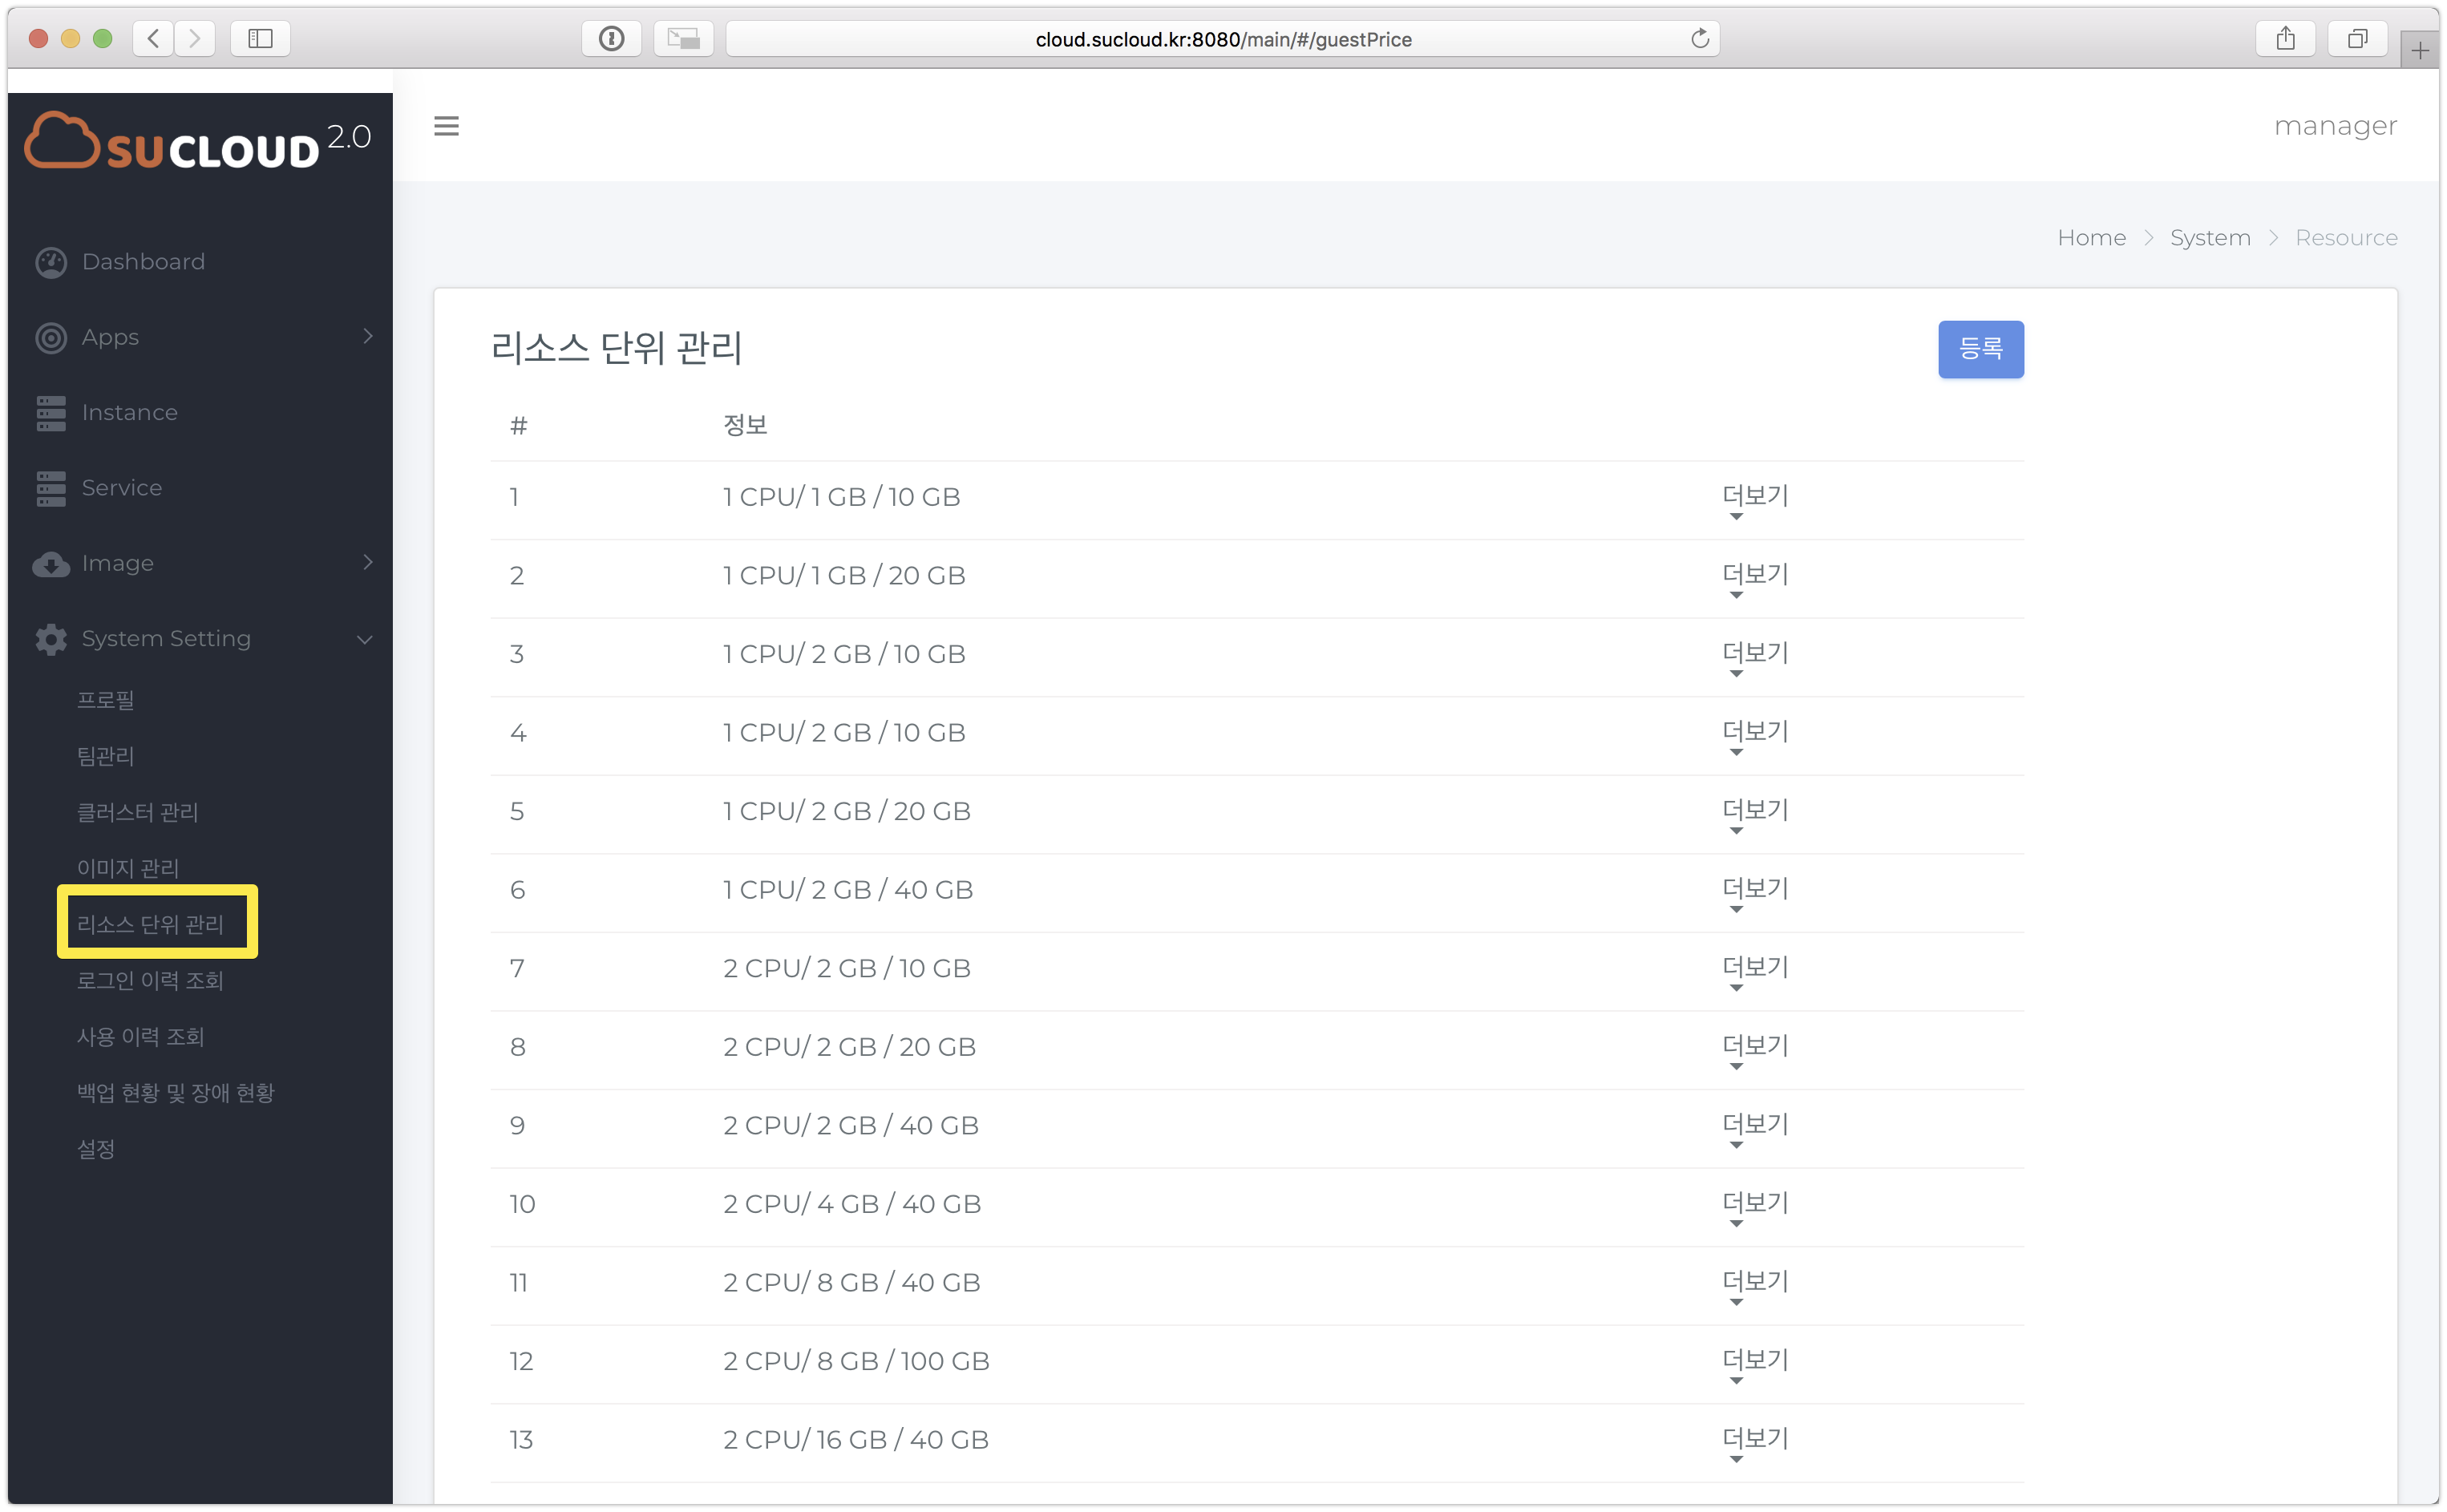 cloud.sucloud.kr:8080/main/#/guestPrice
SUCLOUD 2.0
manager
Dashboard
Apps
Instance
Service
Image
System Setting
프로필
팀관리
클러스터 관리
이미지 관리
리소스 단위 관리
로그인 이력 조회
사용 이력 조회
백업 현황 및 장애 현황
설정
Home > System > Resource
리소스 단위 관리 등록
# 정보
1 1 CPU/ 1 GB / 10 GB 더보기
2 1 CPU/ 1 GB / 20 GB 더보기
3 1 CPU/ 2 GB / 10 GB 더보기
4 1 CPU/ 2 GB / 10 GB 더보기
5 1 CPU/ 2 GB / 20 GB 더보기
6 1 CPU/ 2 GB / 40 GB 더보기
7 2 CPU/ 2 GB / 10 GB 더보기
8 2 CPU/ 2 GB / 20 GB 더보기
9 2 CPU/ 2 GB / 40 GB 더보기
10 2 CPU/ 4 GB / 40 GB 더보기
11 2 CPU/ 8 GB / 40 GB 더보기
12 2 CPU/ 8 GB / 100 GB 더보기
13 2 CPU/ 16 GB / 40 GB 더보기